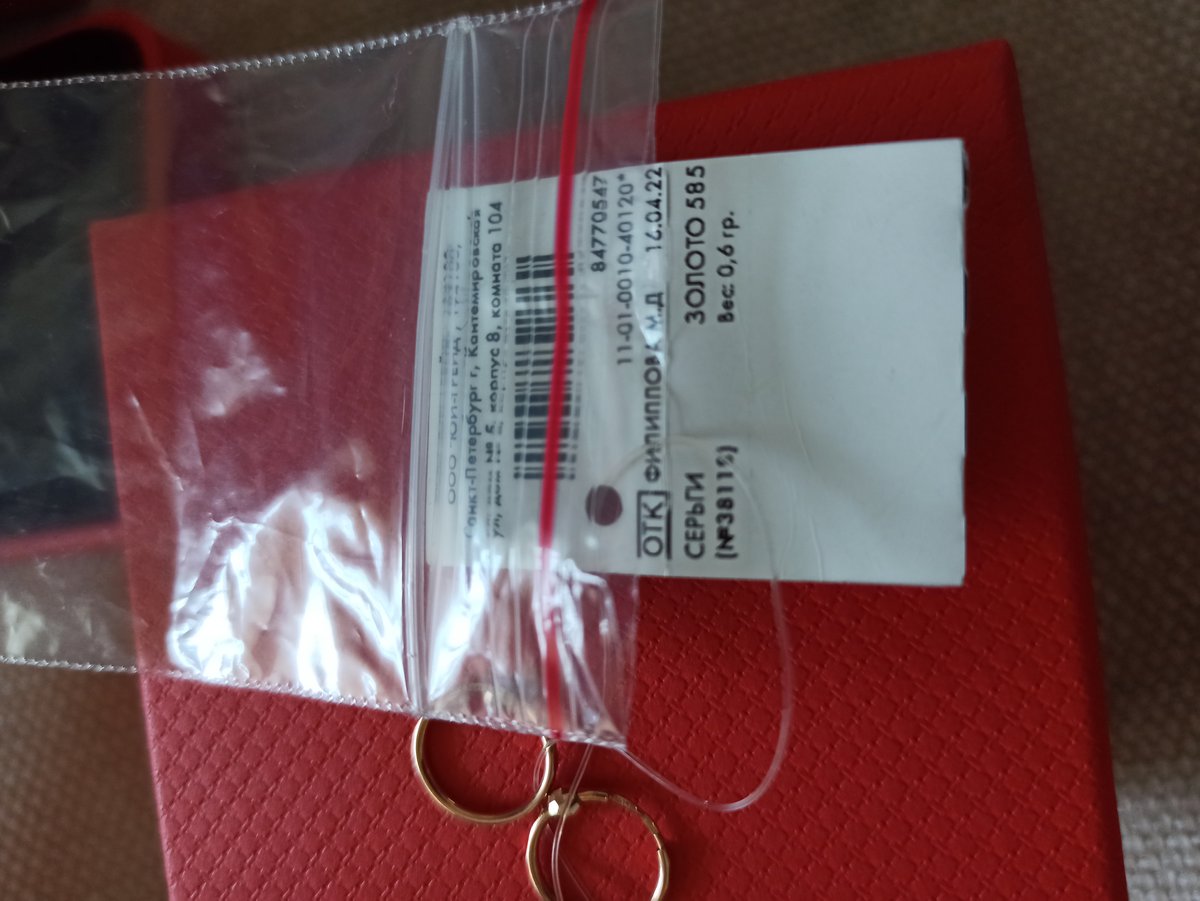 Санкт-Петербург г, Кантемировская
ул, дом № 5, корпус 8, комната 104
84770547
11-01-0010-40120*
ОТК ФИЛИППОВА М.Д 16.04.22
СЕРЬГИ ЗОЛОТО 585
Вес: 0,6 гр.